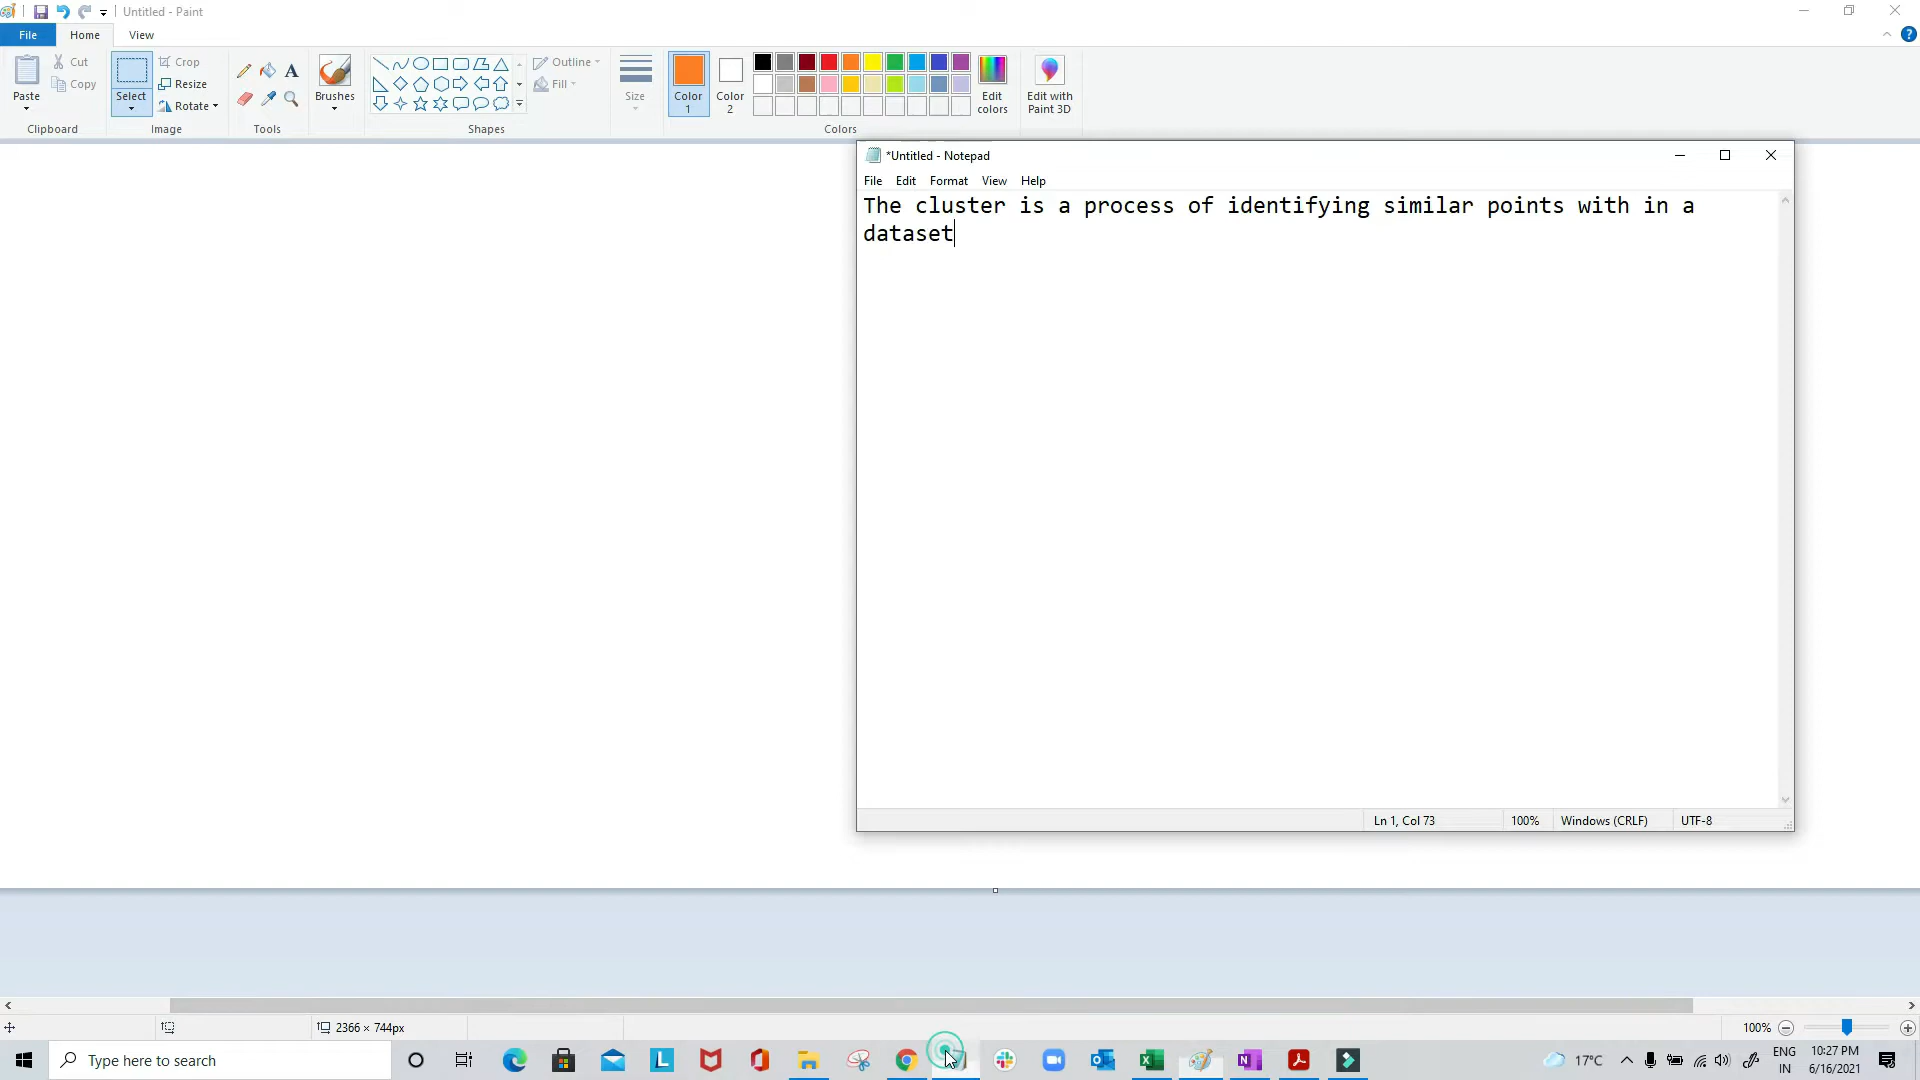 Untitled - Paint
File Home View
Paste
Cut
Copy
Clipboard
Select
Crop
Resize
Rotate
Image
Tools
Brushes
Shapes
Outline
Fill
Size
Color 1
Color 2
Colors
Edit colors
Edit with Paint 3D
*Untitled - Notepad
File Edit Format View Help
The cluster is a process of identifying similar points with in a
dataset
Ln 1, Col 73 100% Windows (CRLF) UTF-8
2366 × 744px 100%
Type here to search
17°C
ENG
IN
10:27 PM
6/16/2021